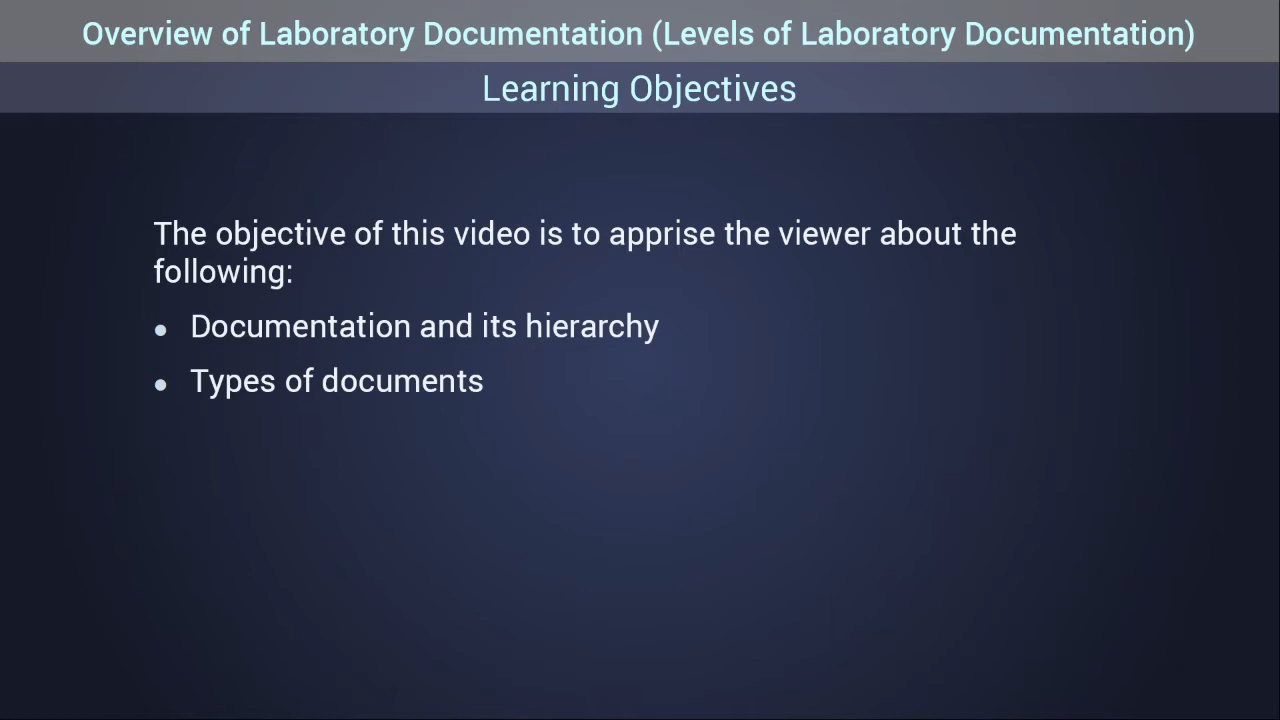 Overview of Laboratory Documentation (Levels of Laboratory Documentation)
Learning Objectives
The objective of this video is to apprise the viewer about the
following:
● Documentation and its hierarchy
● Types of documents